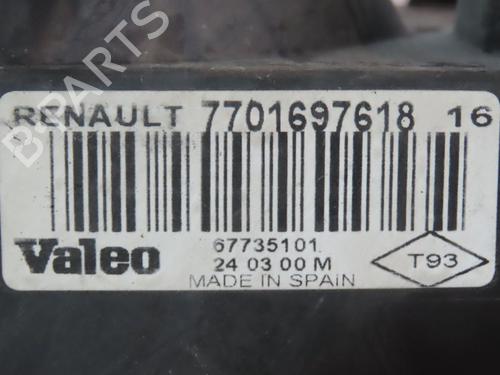 RENAULT 7701697618 16
Valeo
67735101
24 03 00 M
MADE IN SPAIN
T93
B-PARTS